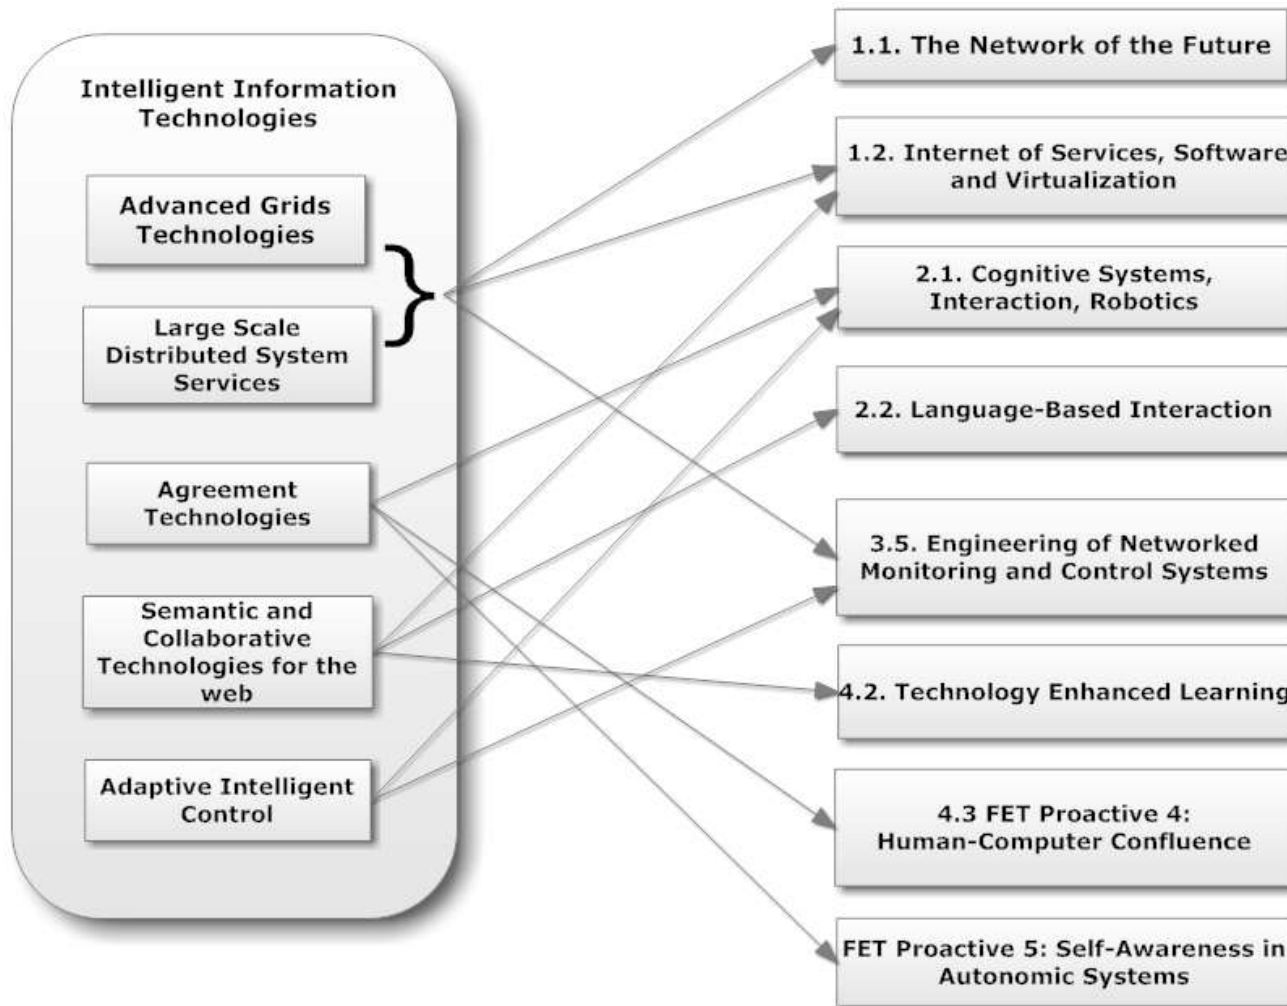 Intelligent Information
Technologies
Advanced Grids
Technologies
Large Scale
Distributed System
Services
}
Agreement
Technologies
Semantic and
Collaborative
Technologies for the
web
Adaptive Intelligent
Control
1.1. The Network of the Future
1.2. Internet of Services, Software
and Virtualization
2.1. Cognitive Systems,
Interaction, Robotics
2.2. Language-Based Interaction
3.5. Engineering of Networked
Monitoring and Control Systems
4.2. Technology Enhanced Learning
4.3 FET Proactive 4:
Human-Computer Confluence
FET Proactive 5: Self-Awareness in
Autonomic Systems